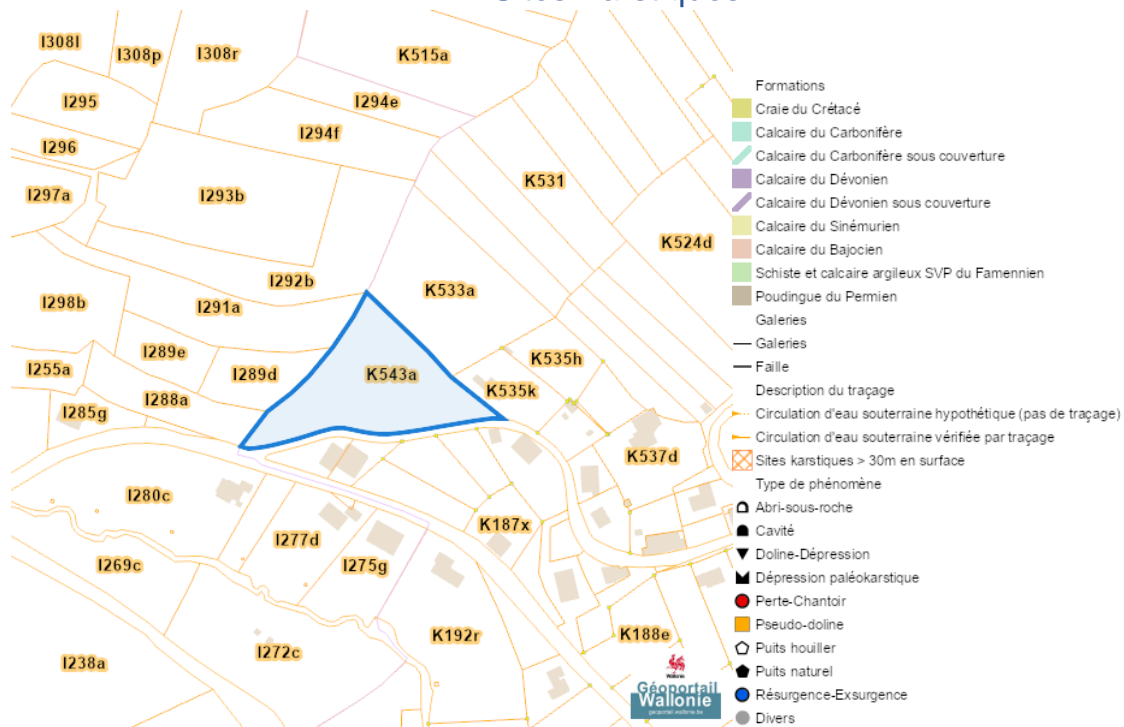 I308l
I308p
I308r
K515a
I295
I294e
I294f
I296
K531
I297a
I293b
K524d
I292b
K533a
I298b
I291a
I289e
K535h
I255a
I289d
K543a
K535k
I288a
I285g
K537d
I280c
K187x
I277d
I269c
I275g
K192r
K188e
I272c
I238a
Wallonie
Géoportail
Wallonie
geoportail.wallonie.be
Formations
Craie du Crétacé
Calcaire du Carbonifère
Calcaire du Carbonifère sous couverture
Calcaire du Dévonien
Calcaire du Dévonien sous couverture
Calcaire du Sinémurien
Calcaire du Bajocien
Schiste et calcaire argileux SVP du Famennien
Poudingue du Permien
Galeries
Galeries
Faille
Description du traçage
Circulation d'eau souterraine hypothétique (pas de traçage)
Circulation d'eau souterraine vérifiée par traçage
Sites karstiques > 30m en surface
Type de phénomène
Abri-sous-roche
Cavité
Doline-Dépression
Dépression paléokarstique
Perte-Chantoir
Pseudo-doline
Puits houiller
Puits naturel
Résurgence-Exsurgence
Divers